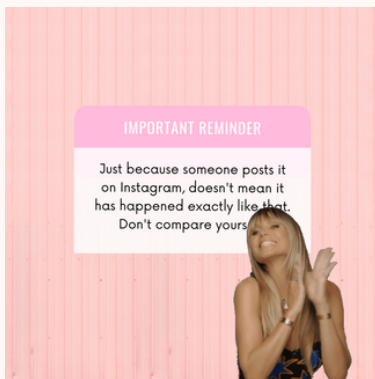 IMPORTANT REMINDER
Just because someone posts it
on Instagram, doesn't mean it
has happened exactly like that.
Don't compare yours